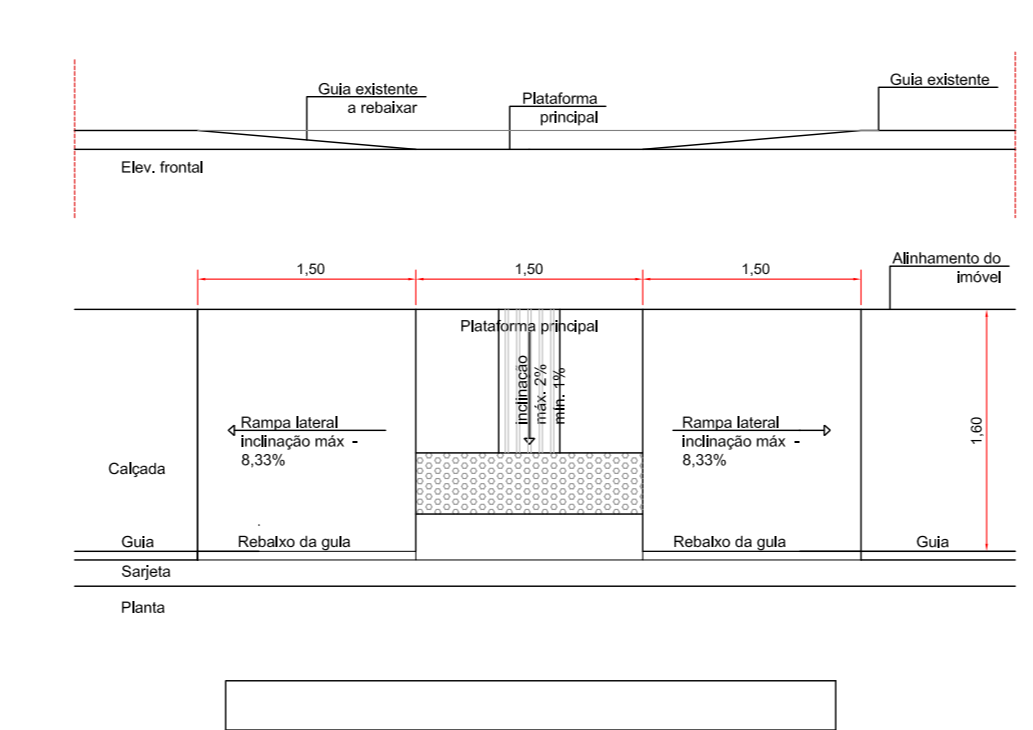 Guia existente
a rebaixar
Plataforma
principal
Guia existente
Elev. frontal
1,50
1,50
1,50
Alinhamento do
imóvel
Plataforma principal
inclinação
máx. 2%
mín. 1%
Rampa lateral
inclinação máx -
8,33%
Rampa lateral
inclinação máx -
8,33%
1,60
Calçada
Guia
Rebaixo da guia
Rebaixo da guia
Guia
Sarjeta
Planta